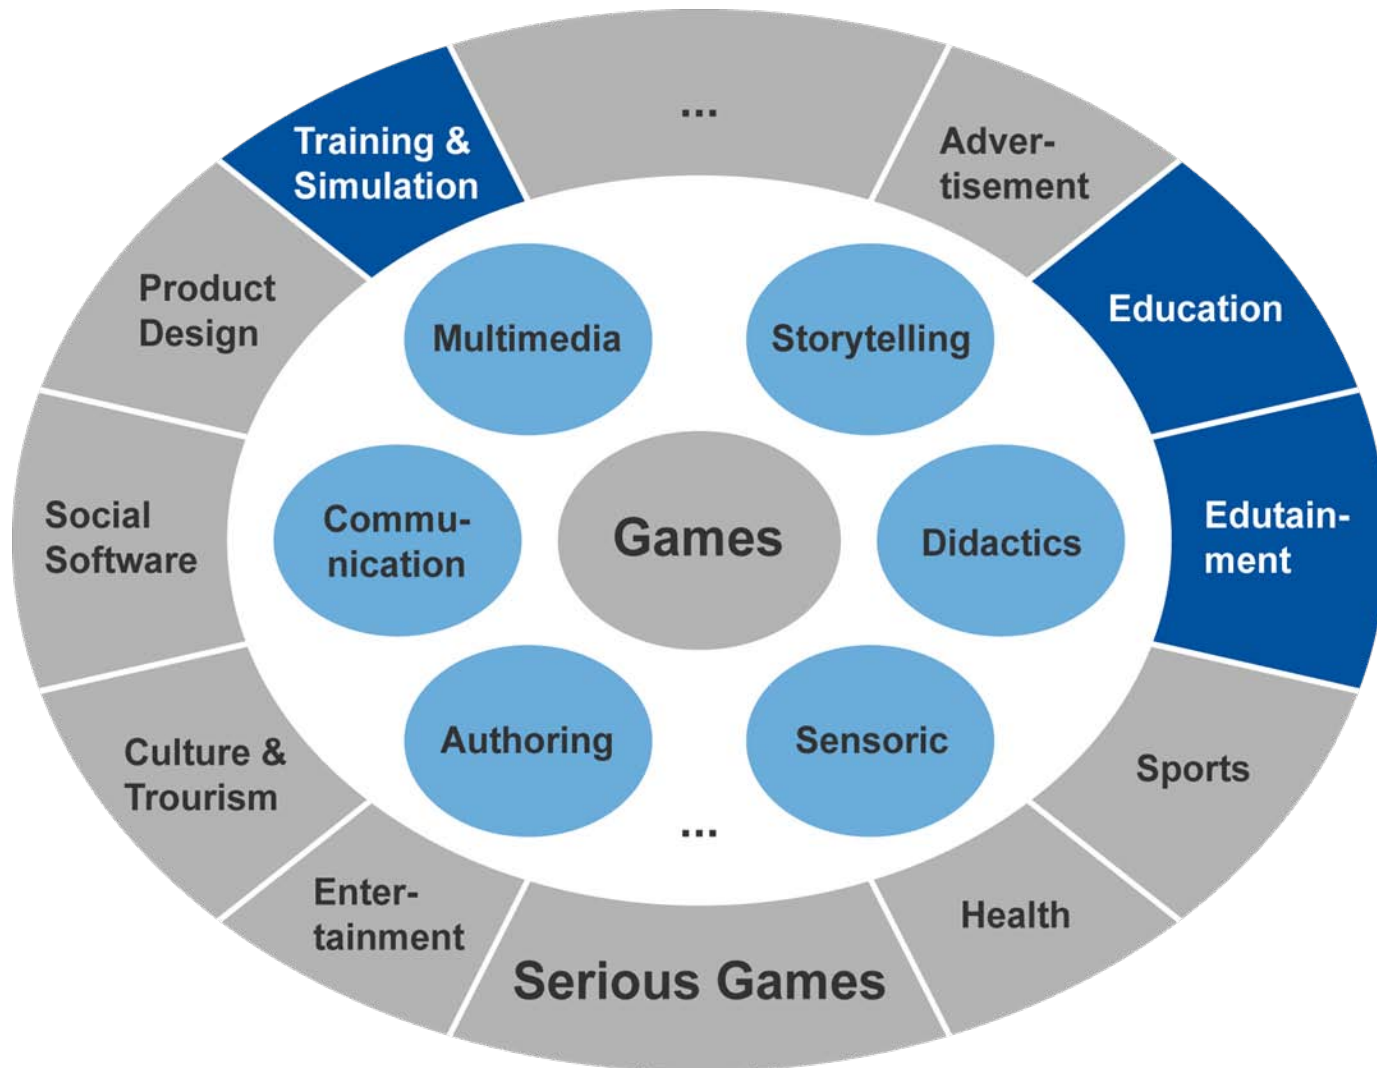 ...
Adver-
tisement
Training &
Simulation
Education
Product
Design
Multimedia
Storytelling
Edutain-
ment
Social
Software
Commu-
nication
Games
Didactics
Culture &
Trourism
Authoring
Sensoric
Sports
...
Enter-
tainment
Health
Serious Games